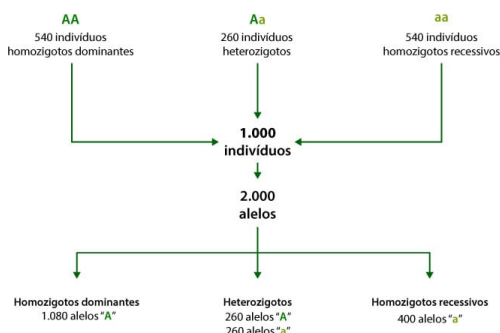 AA
540 indivíduos
homozigotos dominantes
Aa
260 indivíduos
heterozigotos
aa
540 indivíduos
homozigotos recessivos
1.000
indivíduos
2.000
alelos
Homozigotos dominantes
1.080 alelos "A"
Heterozigotos
260 alelos "A"
260 alelos "a"
Homozigotos recessivos
400 alelos "a"